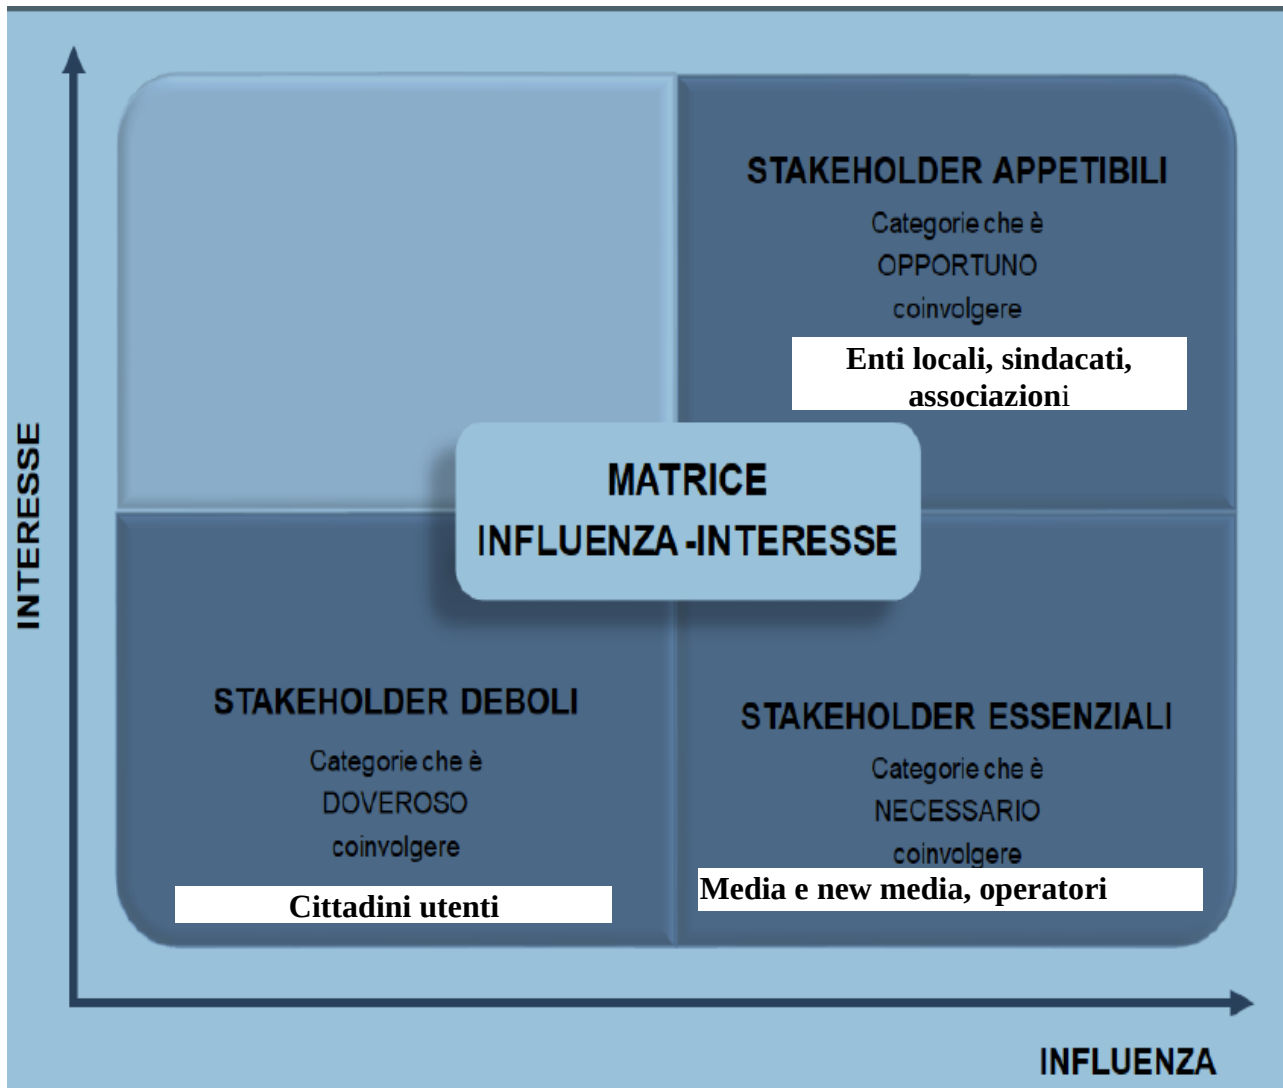 STAKEHOLDER APPETIBILI
Categorie che è
OPPORTUNO
coinvolgere
Enti locali, sindacati,
associazioni
INTERESSE
MATRICE
INFLUENZA -INTERESSE
STAKEHOLDER DEBOLI
Categorie che è
DOVEROSO
coinvolgere
Cittadini utenti
STAKEHOLDER ESSENZIALI
Categorie che è
NECESSARIO
coinvolgere
Media e new media, operatori
INFLUENZA